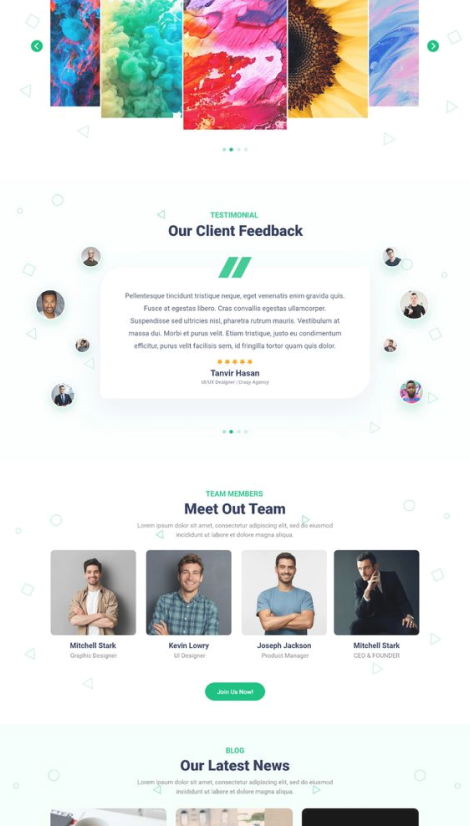 TESTIMONIAL
Our Client Feedback
Pellentesque tincidunt tristique neque, eget venenatis enim gravida quis.
Fusce at egestas libero. Cras convallis egestas ullamcorper.
Suspendisse sed ultricies nisl, pharetra rutrum mauris. Vestibulum at
massa dui. Morbi et purus velit. Etiam tristique, justo eu condimentum
efficitur, purus velit facilisis sem, id fringilla tortor quam quis dolor.
Tanvir Hasan
UI/UX Designer | Crazy Agency
TEAM MEMBERS
Meet Out Team
Lorem ipsum dolor sit amet, consectetur adipiscing elit, sed do eiusmod
incididunt ut labore et dolore magna aliqua.
Mitchell Stark
Graphic Designer
Kevin Lowry
UI Designer
Joseph Jackson
Product Manager
Mitchell Stark
CEO & FOUNDER
Join Us Now!
BLOG
Our Latest News
Lorem ipsum dolor sit amet, consectetur adipiscing elit, sed do eiusmod
incididunt ut labore et dolore magna aliqua.